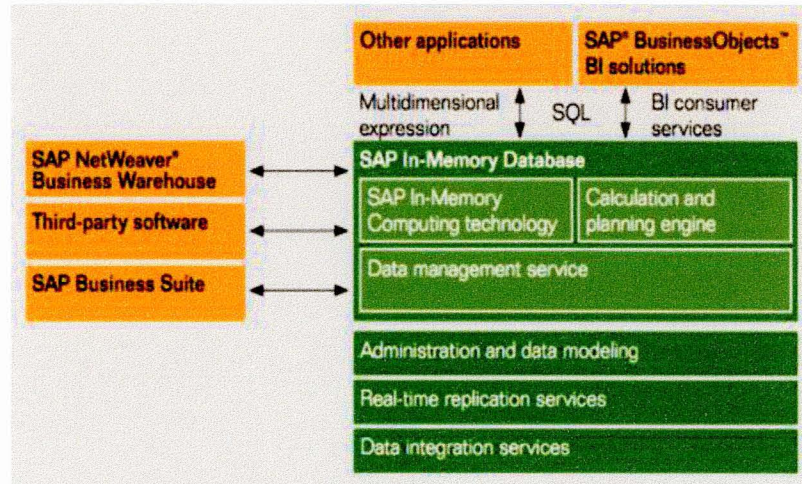 Other applications
SAP® BusinessObjects™
BI solutions
Multidimensional
expression
SQL
BI consumer
services
SAP NetWeaver®
Business Warehouse
Third-party software
SAP Business Suite
SAP In-Memory Database
SAP In-Memory
Computing technology
Calculation and
planning engine
Data management service
Administration and data modeling
Real-time replication services
Data integration services